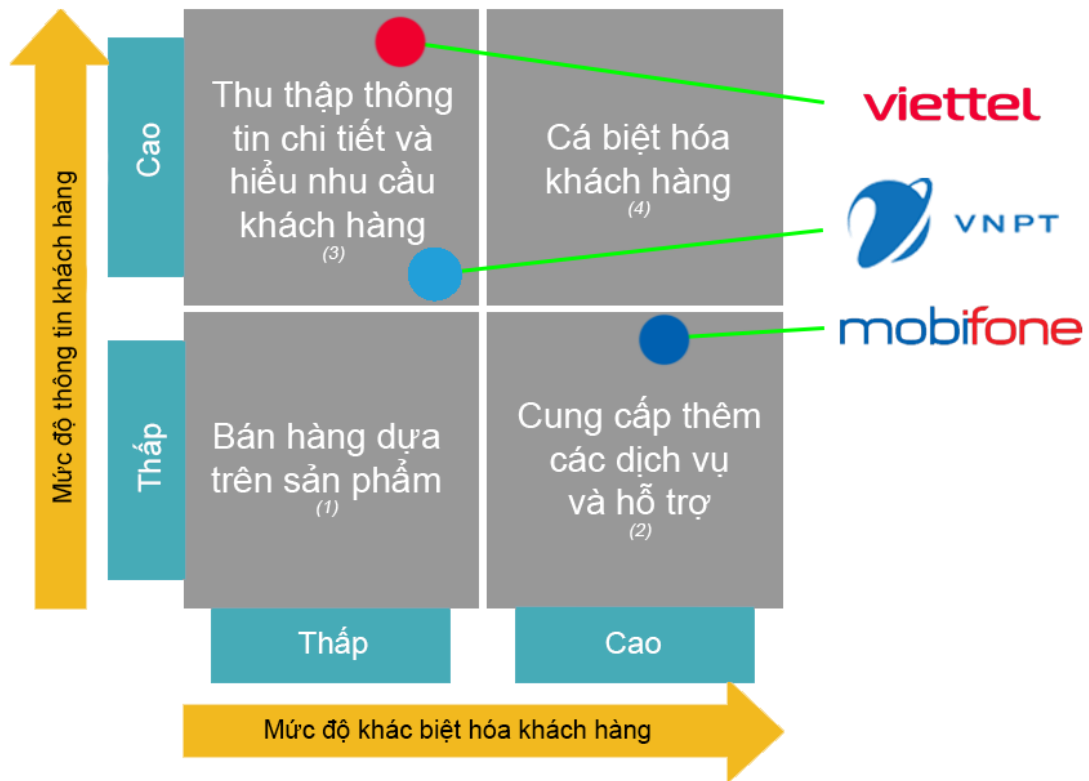 Mức độ thông tin khách hàng
Cao
Thấp
Thu thập thông
tin chi tiết và
hiểu nhu cầu
khách hàng
(3)
Cá biệt hóa
khách hàng
(4)
Bán hàng dựa
trên sản phẩm
(1)
Cung cấp thêm
các dịch vụ
và hỗ trợ
(2)
viettel
VNPT
mobifone
Thấp
Cao
Mức độ khác biệt hóa khách hàng